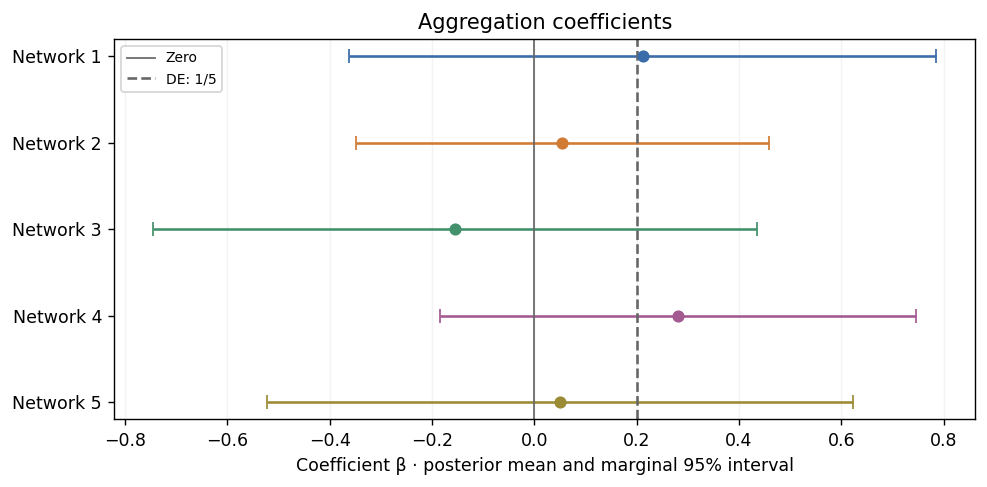 Aggregation coefficients
Zero
DE: 1/5
Network 1
Network 2
Network 3
Network 4
Network 5
−0.8 −0.6 −0.4 −0.2 0.0 0.2 0.4 0.6 0.8
Coefficient β · posterior mean and marginal 95% interval